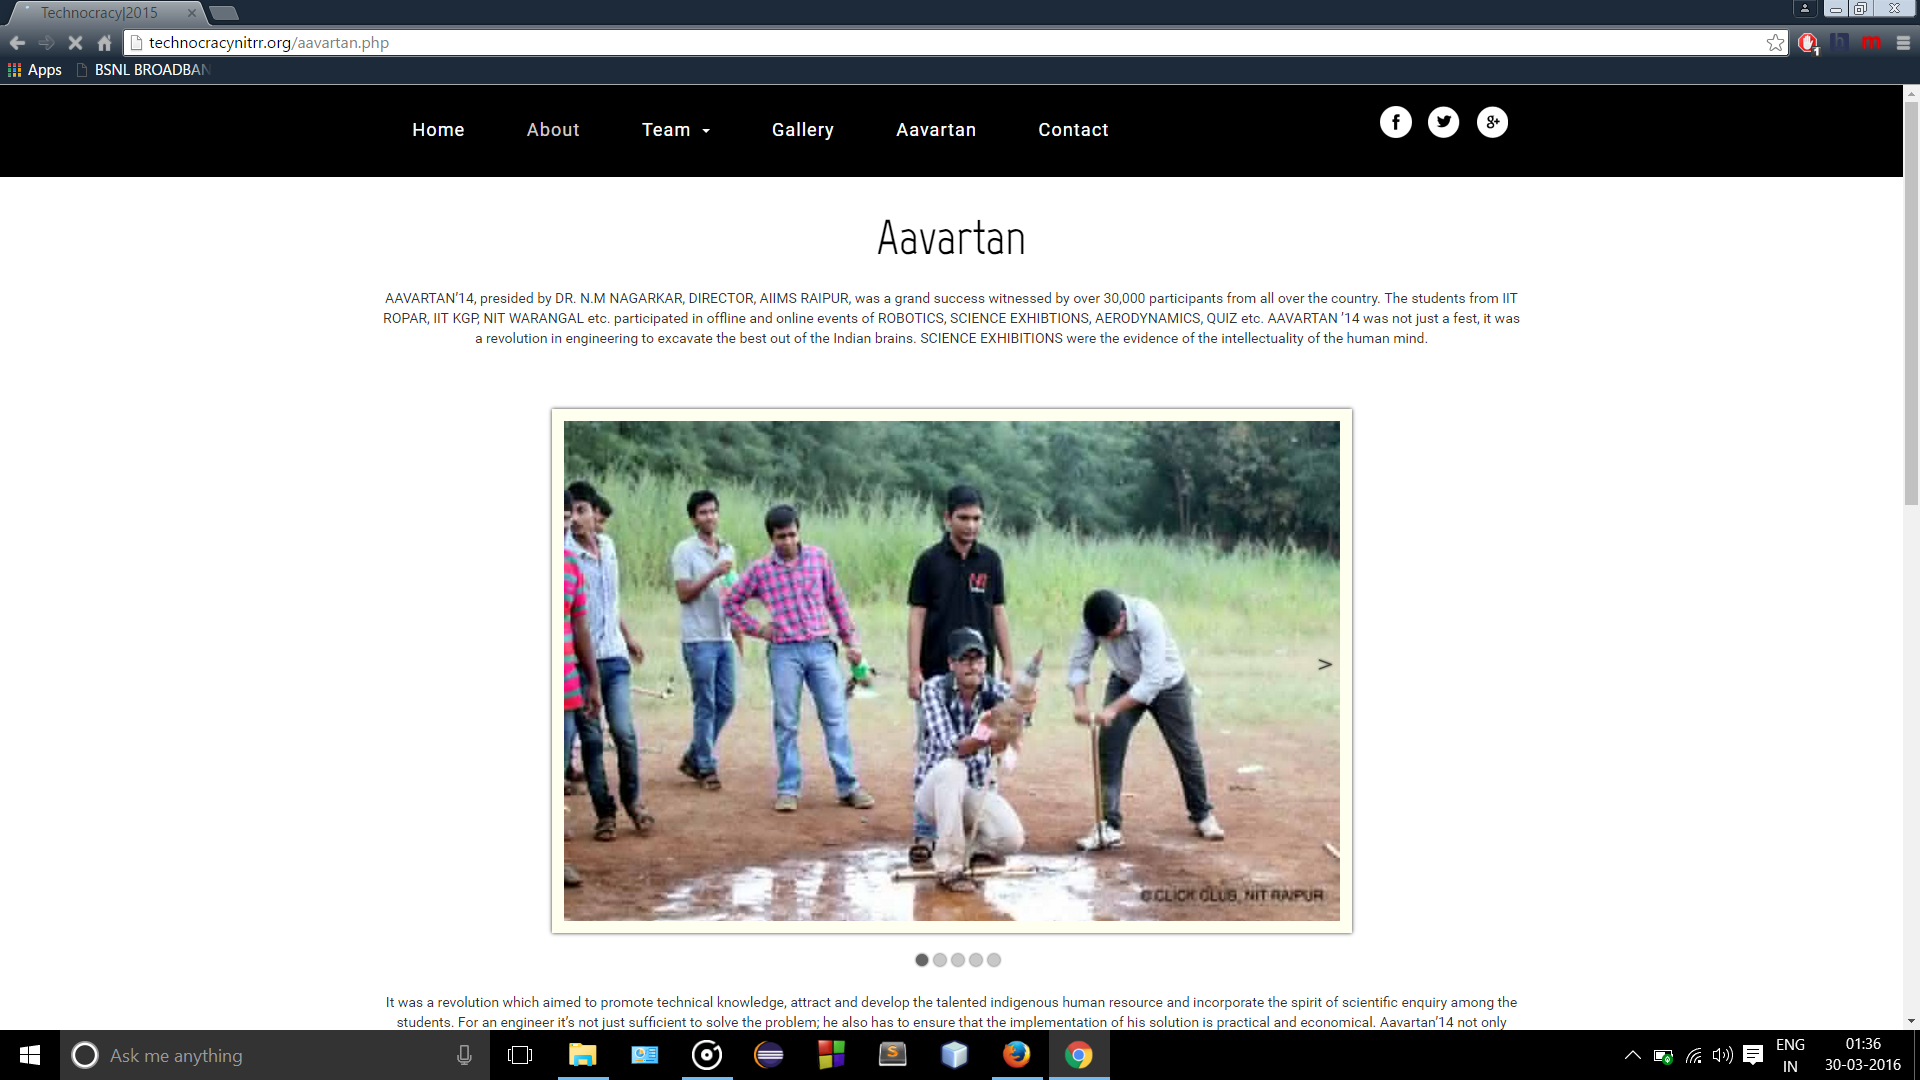 Technocracy|2015
technocracynitrr.org/aavartan.php
Apps
BSNL BROADBAN
Home
About
Team
Gallery
Aavartan
Contact
Aavartan
AAVARTAN’14, presided by DR. N.M NAGARKAR, DIRECTOR, AIIMS RAIPUR, was a grand success witnessed by over 30,000 participants from all over the country. The students from IIT
ROPAR, IIT KGP, NIT WARANGAL etc. participated in offline and online events of ROBOTICS, SCIENCE EXHIBTIONS, AERODYNAMICS, QUIZ etc. AAVARTAN ’14 was not just a fest, it was
a revolution in engineering to excavate the best out of the Indian brains. SCIENCE EXHIBITIONS were the evidence of the intellectuality of the human mind.
>
© CLICK CLUB, NIT RAIPUR
It was a revolution which aimed to promote technical knowledge, attract and develop the talented indigenous human resource and incorporate the spirit of scientific enquiry among the
students. For an engineer it’s not just sufficient to solve the problem; he also has to ensure that the implementation of his solution is practical and economical. Aavartan’14 not only
Ask me anything
ENG
IN
01:36
30-03-2016